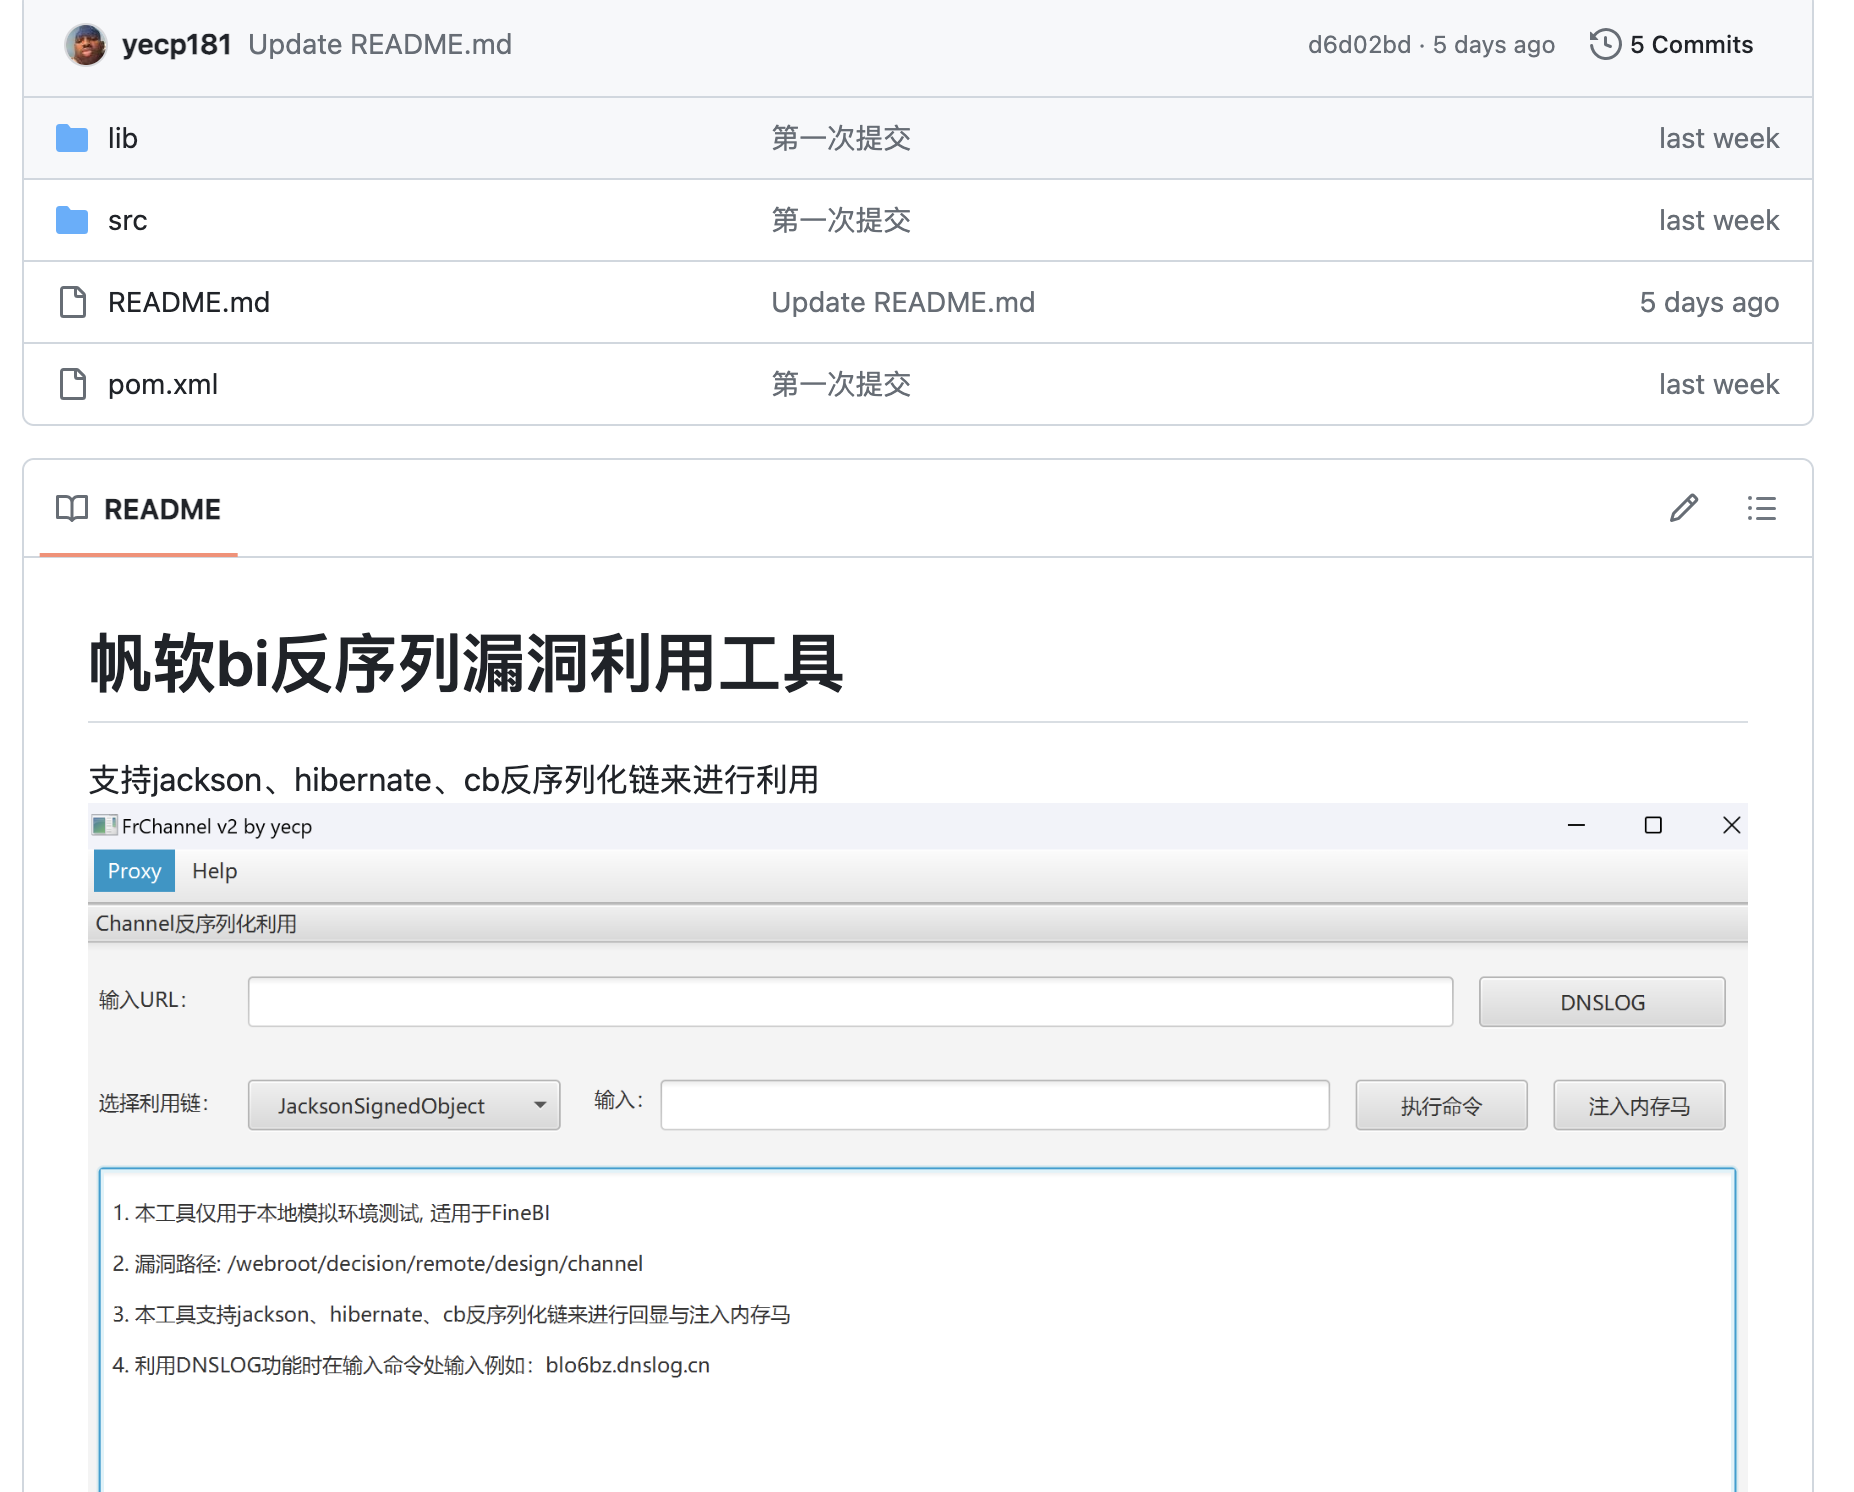 yecp181 Update README.md d6d02bd · 5 days ago 5 Commits
lib 第一次提交 last week
src 第一次提交 last week
README.md Update README.md 5 days ago
pom.xml 第一次提交 last week
README
帆软bi反序列漏洞利用工具
支持jackson、hibernate、cb反序列化链来进行利用
FrChannel v2 by yecp
Proxy Help
Channel反序列化利用
输入URL: DNSLOG
选择利用链: JacksonSignedObject 输入: 执行命令 注入内存马
1. 本工具仅用于本地模拟环境测试, 适用于FineBI
2. 漏洞路径: /webroot/decision/remote/design/channel
3. 本工具支持jackson、hibernate、cb反序列化链来进行回显与注入内存马
4. 利用DNSLOG功能时在输入命令处输入例如：blo6bz.dnslog.cn